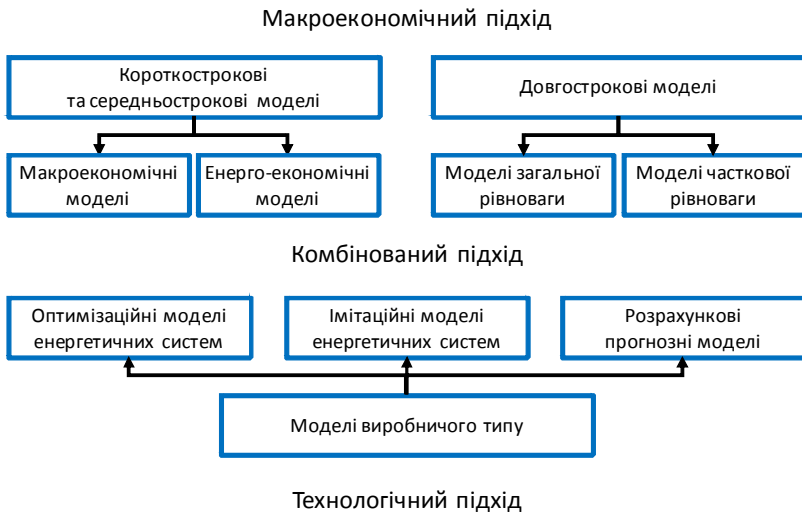 Макроекономічний підхід
Короткострокові
та середньострокові моделі
Довгострокові моделі
Макроекономічні
моделі
Енерго-економічні
моделі
Моделі загальної
рівноваги
Моделі часткової
рівноваги
Комбінований підхід
Оптимізаційні моделі
енергетичних систем
Імітаційні моделі
енергетичних систем
Розрахункові
прогнозні моделі
Моделі виробничого типу
Технологічний підхід